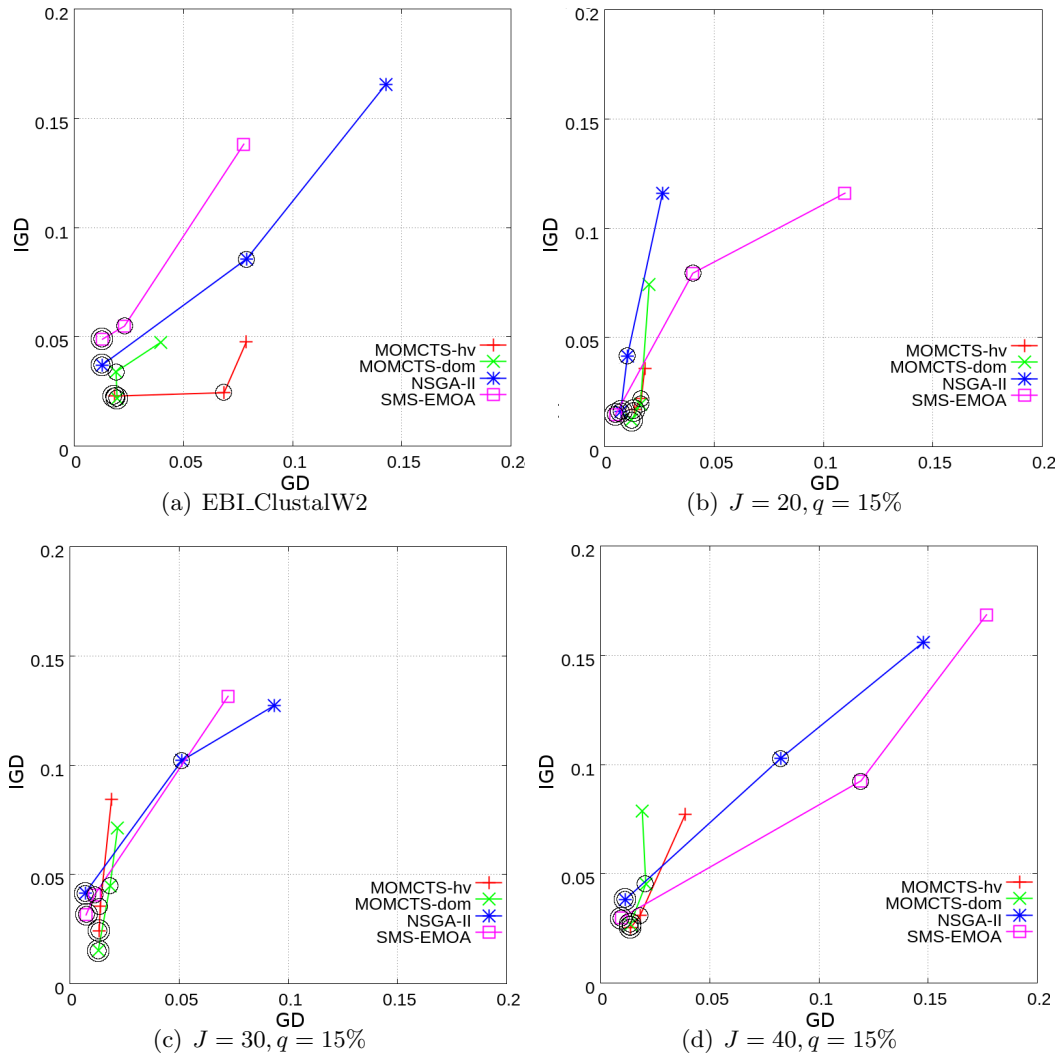 0.2
0.15
0.1
0.05
0
IGD
MOMCTS-hv
MOMCTS-dom
NSGA-II
SMS-EMOA
0 0.05 0.1 0.15 0.2
GD
(a) EBI_ClustalW2
0.2
0.15
0.1
0.05
0
IGD
MOMCTS-hv
MOMCTS-dom
NSGA-II
SMS-EMOA
0 0.05 0.1 0.15 0.2
GD
(b) J = 20, q = 15%
0.2
0.15
0.1
0.05
0
IGD
MOMCTS-hv
MOMCTS-dom
NSGA-II
SMS-EMOA
0 0.05 0.1 0.15 0.2
GD
(c) J = 30, q = 15%
0.2
0.15
0.1
0.05
0
IGD
MOMCTS-hv
MOMCTS-dom
NSGA-II
SMS-EMOA
0 0.05 0.1 0.15 0.2
GD
(d) J = 40, q = 15%